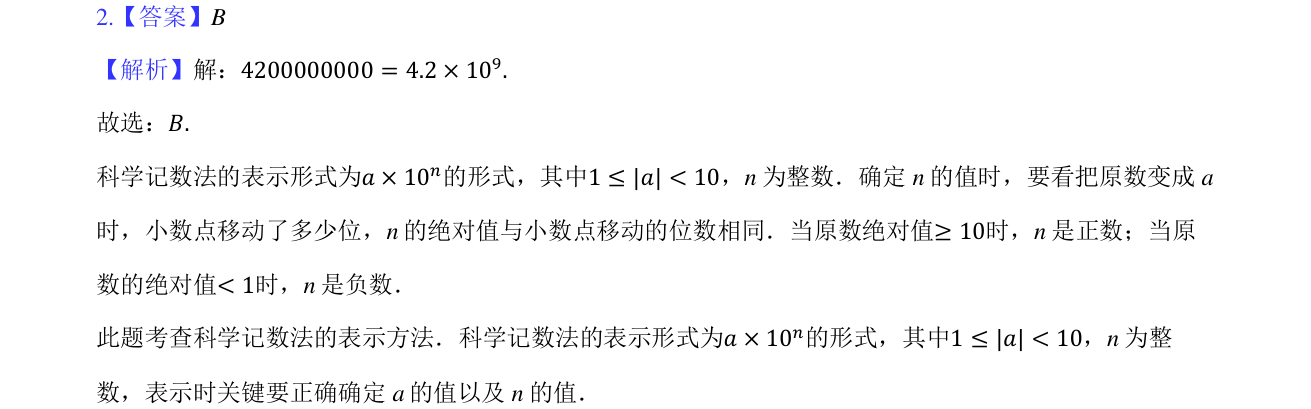 2.【答案】B
【解析】解：4200000000 = 4.2 × 10⁹.
故选：B.
科学记数法的表示形式为a × 10ⁿ的形式，其中1 ≤ |a| < 10，n 为整数．确定 n 的值时，要看把原数变成 a
时，小数点移动了多少位，n 的绝对值与小数点移动的位数相同．当原数绝对值≥ 10时，n 是正数；当原
数的绝对值< 1时，n 是负数．
此题考查科学记数法的表示方法．科学记数法的表示形式为a × 10ⁿ的形式，其中1 ≤ |a| < 10，n 为整
数，表示时关键要正确确定 a 的值以及 n 的值．